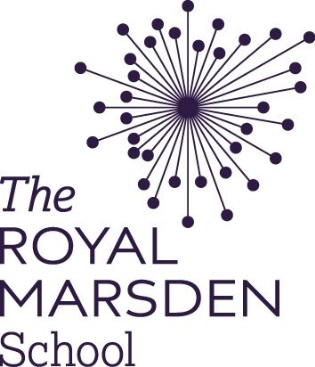 The
ROYAL
MARSDEN
School